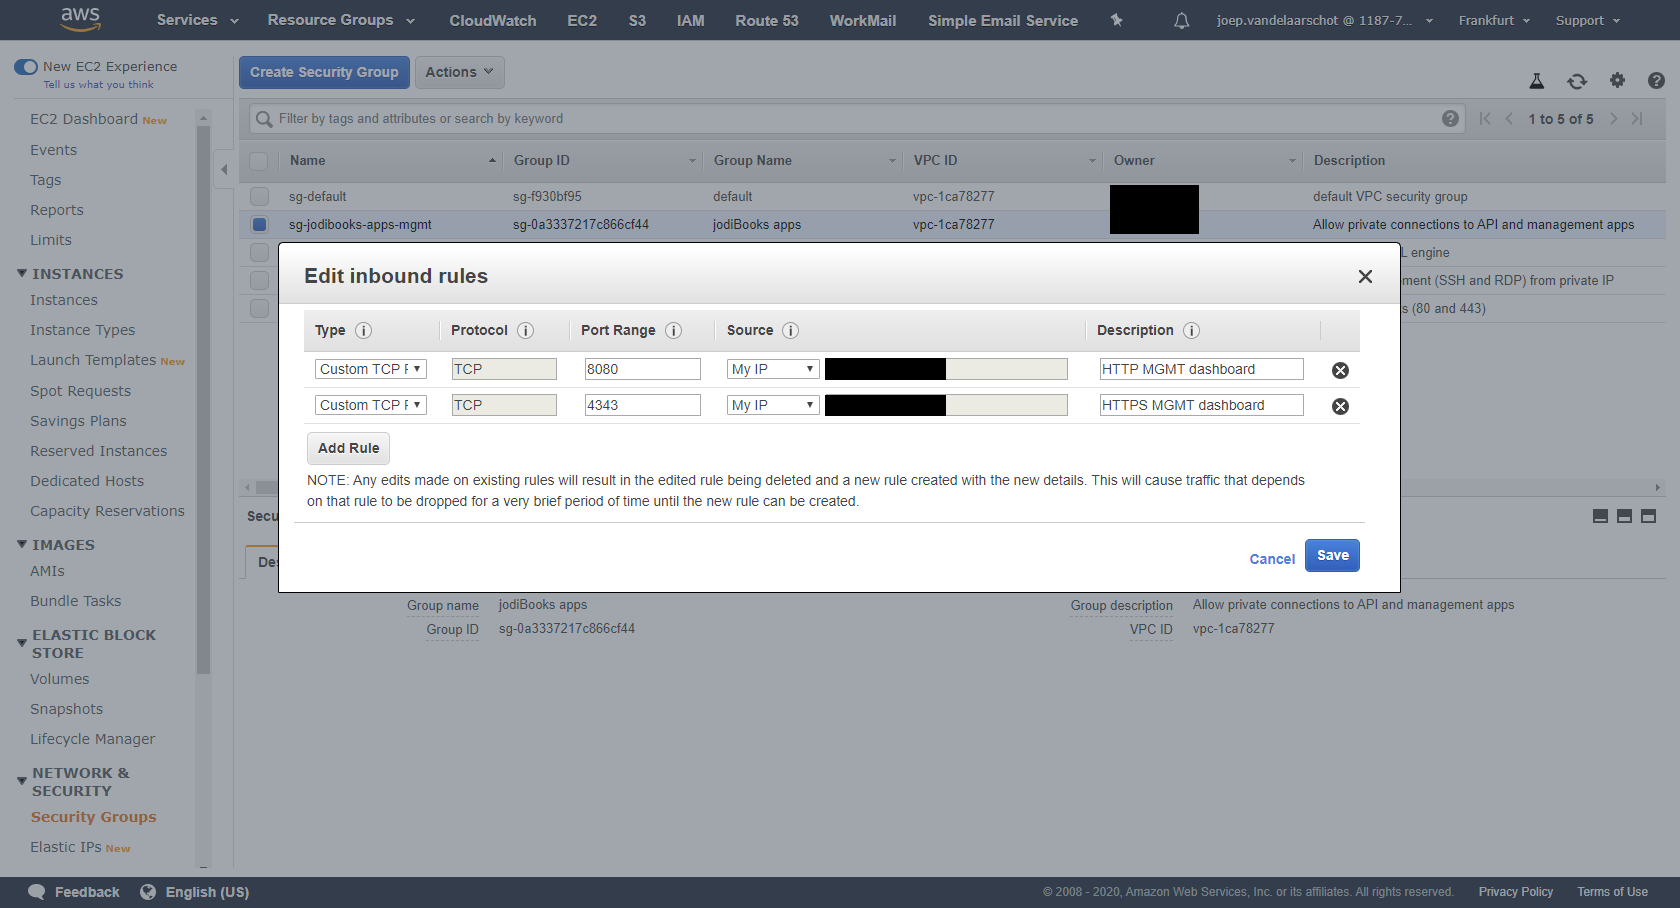 aws Services Resource Groups CloudWatch EC2 S3 IAM Route 53 WorkMail Simple Email Service joep.vandelaarschot @ 1187-7... Frankfurt Support
New EC2 Experience
Tell us what you think
Create Security Group Actions
Filter by tags and attributes or search by keyword 1 to 5 of 5
Name Group ID Group Name VPC ID Owner Description
sg-default sg-f930bf95 default vpc-1ca78277 default VPC security group
sg-jodibooks-apps-mgmt sg-0a3337217c866cf44 jodiBooks apps vpc-1ca78277 Allow private connections to API and management apps
L engine
ment (SSH and RDP) from private IP
s (80 and 443)
EC2 Dashboard New
Events
Tags
Reports
Limits
INSTANCES
Instances
Instance Types
Launch Templates New
Spot Requests
Savings Plans
Reserved Instances
Dedicated Hosts
Capacity Reservations
IMAGES
AMIs
Bundle Tasks
ELASTIC BLOCK
STORE
Volumes
Snapshots
Lifecycle Manager
NETWORK &
SECURITY
Security Groups
Elastic IPs New
Edit inbound rules
Type Protocol Port Range Source Description
Custom TCP TCP 8080 My IP HTTP MGMT dashboard
Custom TCP TCP 4343 My IP HTTPS MGMT dashboard
Add Rule
NOTE: Any edits made on existing rules will result in the edited rule being deleted and a new rule created with the new details. This will cause traffic that depends
on that rule to be dropped for a very brief period of time until the new rule can be created.
Cancel Save
Secu
Des
Group name jodiBooks apps Group description Allow private connections to API and management apps
Group ID sg-0a3337217c866cf44 VPC ID vpc-1ca78277
Feedback English (US) © 2008 - 2020, Amazon Web Services, Inc. or its affiliates. All rights reserved. Privacy Policy Terms of Use